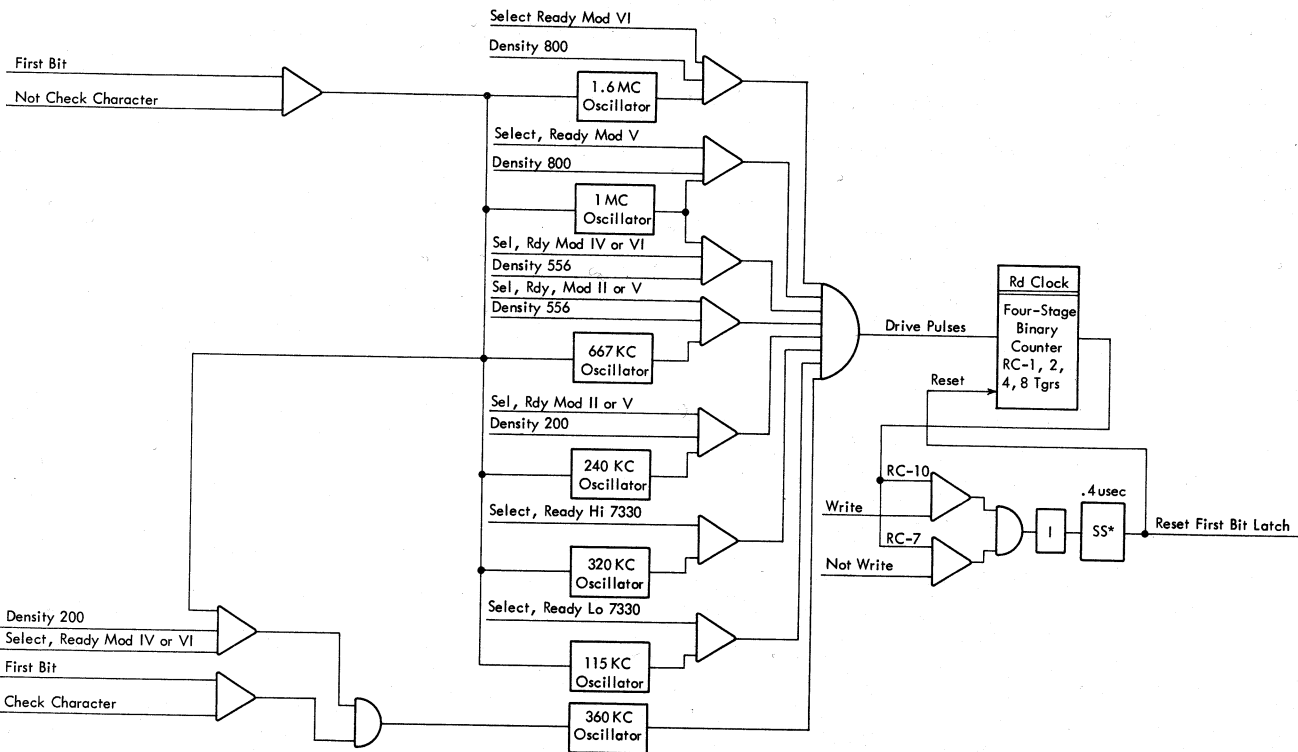 Select Ready Mod VI
Density 800
First Bit
Not Check Character
1.6 MC
Oscillator
Select, Ready Mod V
Density 800
1 MC
Oscillator
Sel, Rdy Mod IV or VI
Density 556
Sel, Rdy, Mod II or V
Density 556
667 KC
Oscillator
Sel, Rdy Mod II or V
Density 200
240 KC
Oscillator
Select, Ready Hi 7330
320 KC
Oscillator
Select, Ready Lo 7330
115 KC
Oscillator
Density 200
Select, Ready Mod IV or VI
First Bit
Check Character
360 KC
Oscillator
Drive Pulses
Rd Clock
Four-Stage
Binary
Counter
RC-1, 2,
4, 8 Tgrs
Reset
RC-10
Write
RC-7
Not Write
I
.4 usec
SS*
Reset First Bit Latch